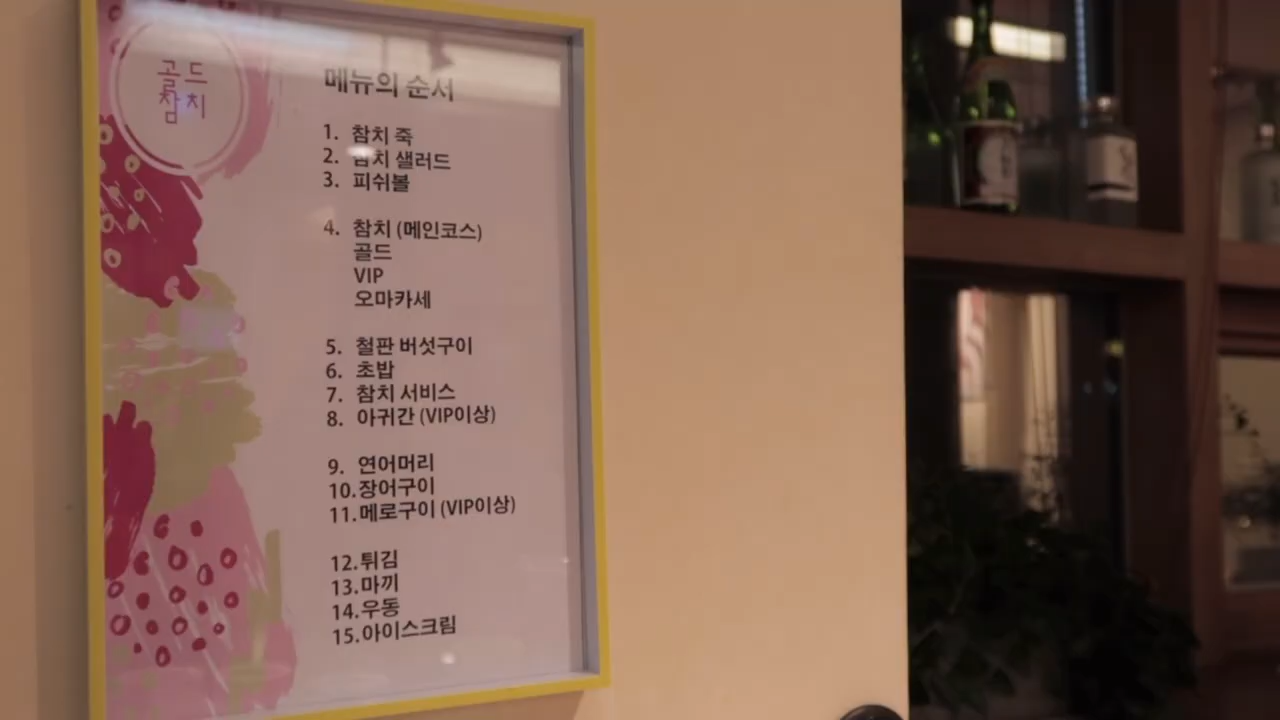 골드
참치
메뉴의 순서
1. 참치 죽
2. 참치 샐러드
3. 피쉬볼
4. 참치 (메인코스)
골드
VIP
오마카세
5. 철판 버섯구이
6. 초밥
7. 참치 서비스
8. 아귀간 (VIP이상)
9. 연어머리
10.장어구이
11.메로구이 (VIP이상)
12.튀김
13.마끼
14.우동
15.아이스크림